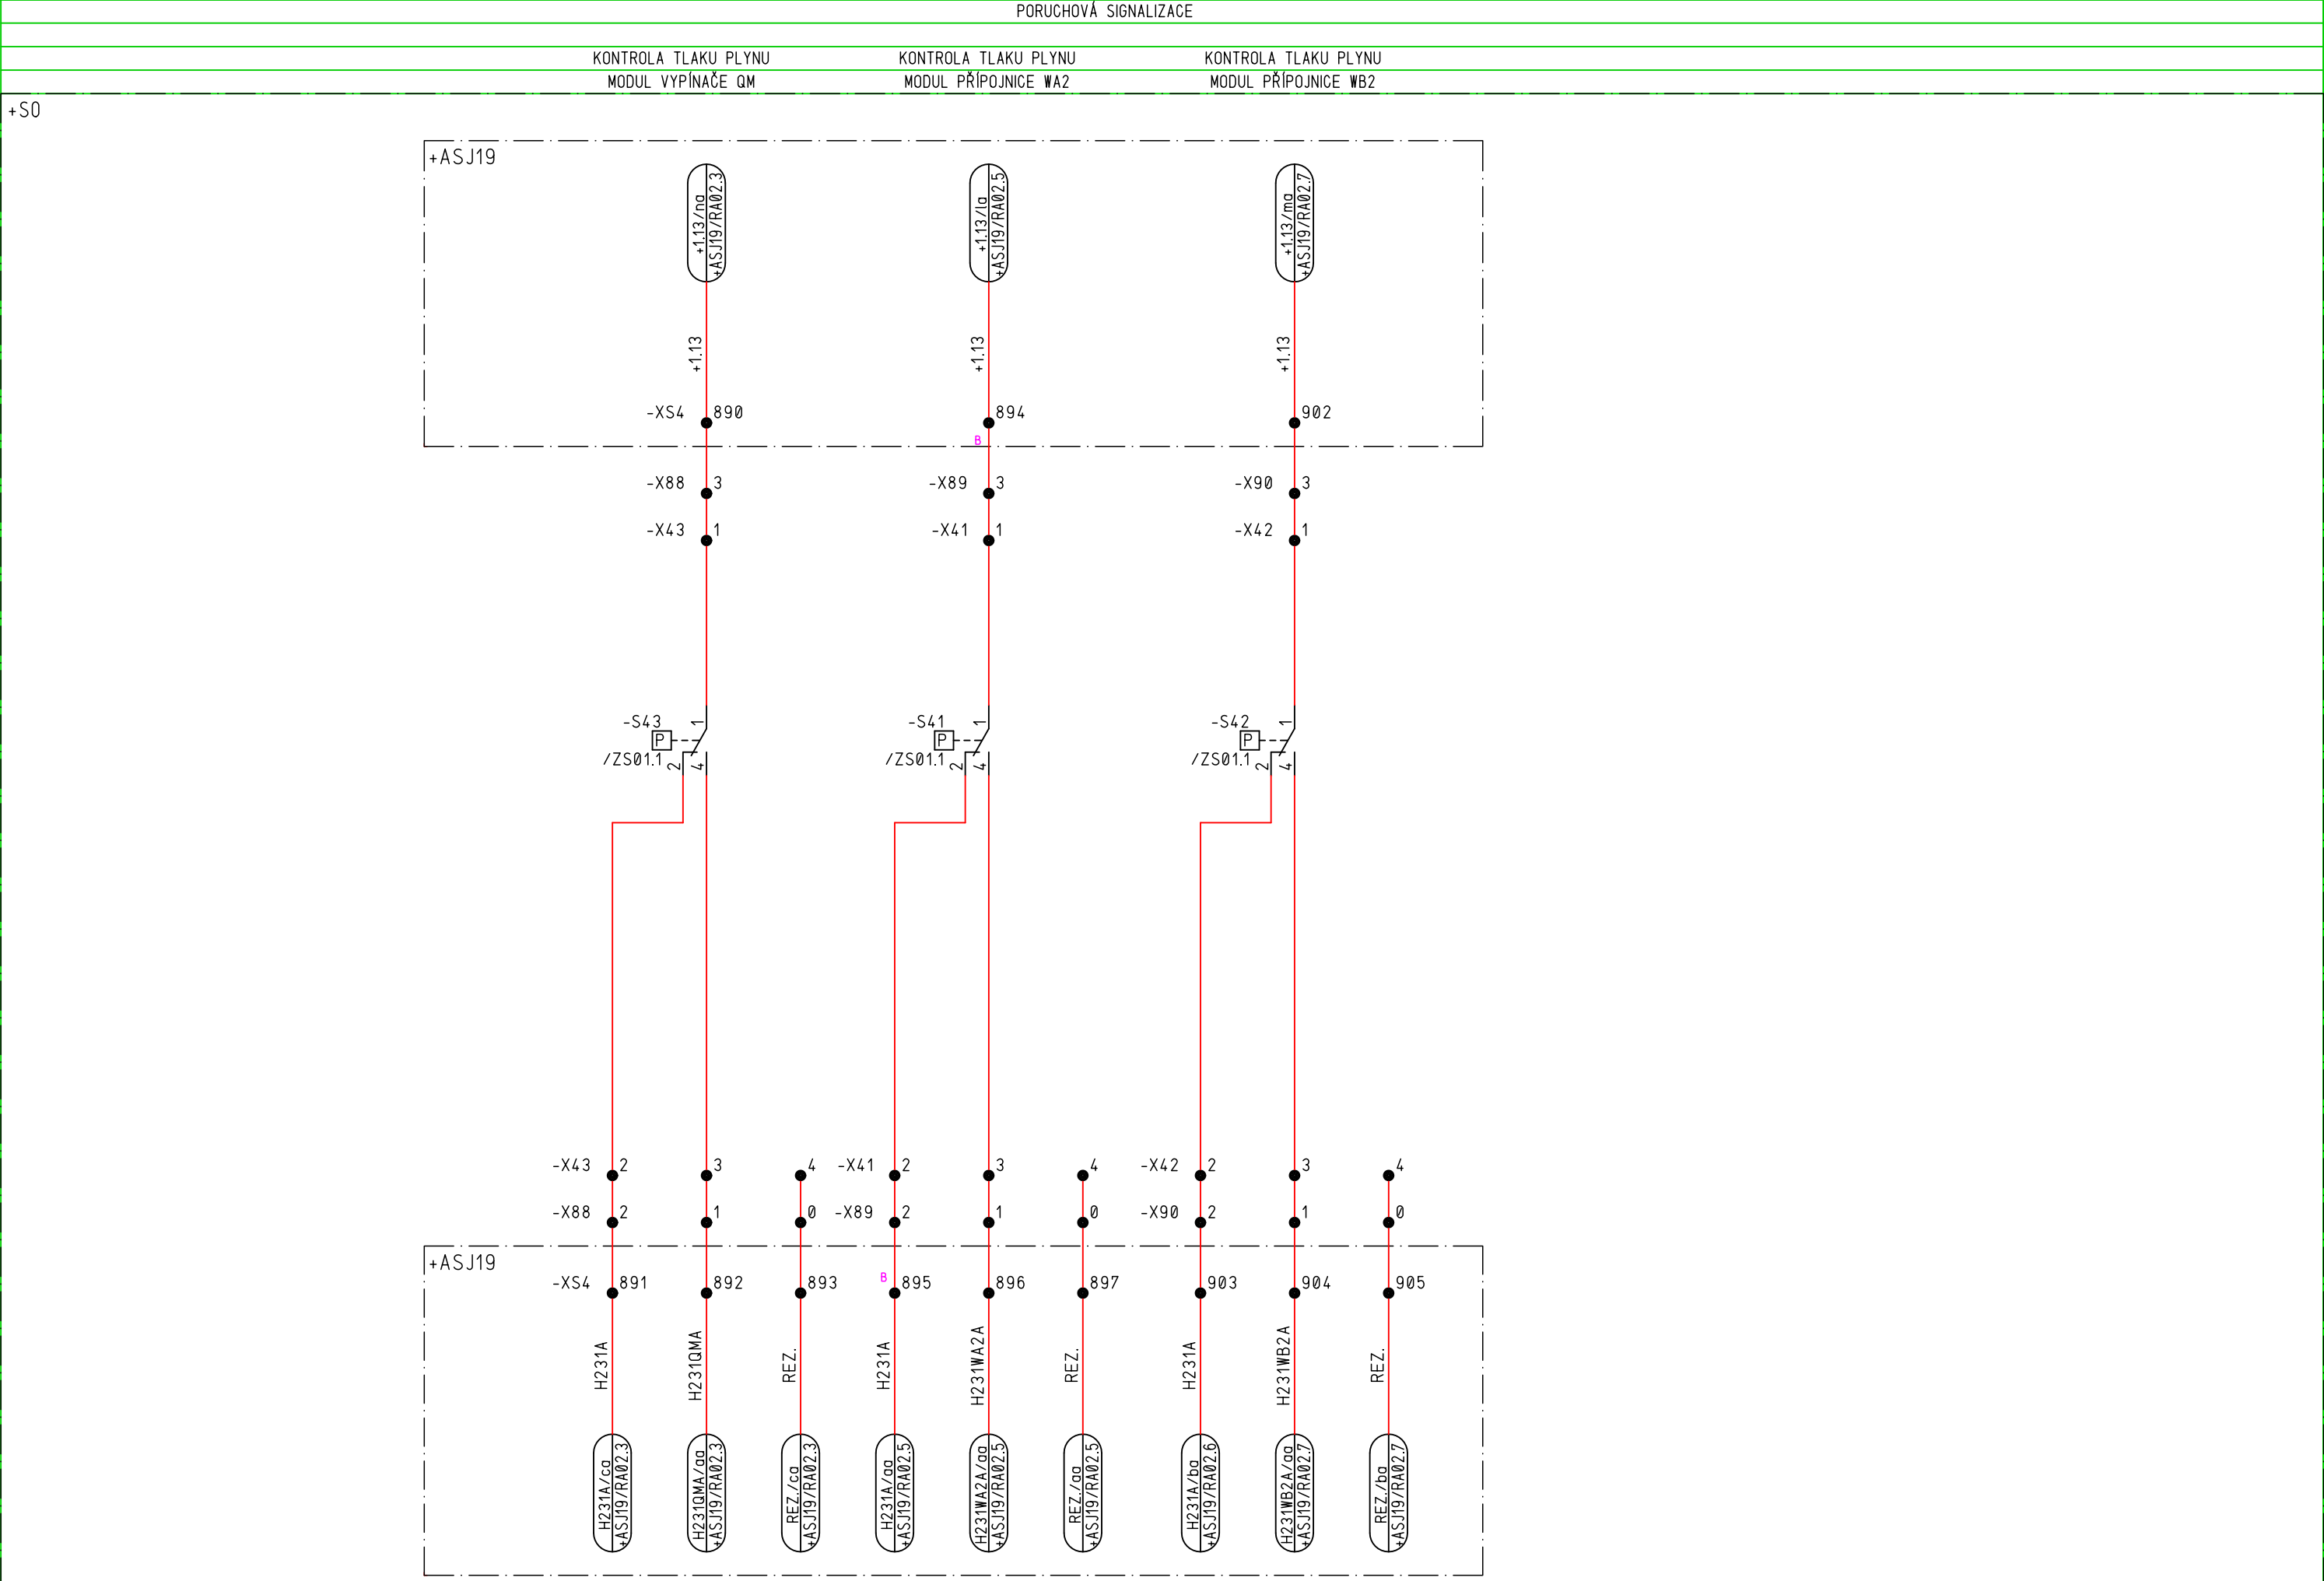 PORUCHOVÁ SIGNALIZACE
KONTROLA TLAKU PLYNU KONTROLA TLAKU PLYNU KONTROLA TLAKU PLYNU
MODUL VYPÍNAČE QM MODUL PŘÍPOJNICE WA2 MODUL PŘÍPOJNICE WB2
+S0
+ASJ19
+1.13/na +1.13/la +1.13/ma
+ASJ19/RA02.3 +ASJ19/RA02.5 +ASJ19/RA02.7
+1.13 +1.13 +1.13
-XS4 890 894 902
B
-X88 3 -X89 3 -X90 3
-X43 1 -X41 1 -X42 1
-S43 1 -S41 1 -S42 1
P P P
/ZS01.1 2 4 /ZS01.1 2 4 /ZS01.1 2 4
-X43 2 3 4 -X41 2 3 4 -X42 2 3 4
-X88 2 1 0 -X89 2 1 0 -X90 2 1 0
+ASJ19
-XS4 891 892 893 B 895 896 897 903 904 905
H231A H231QMA REZ. H231A H231WA2A REZ. H231A H231WB2A REZ.
H231A/ca H231QMA/aa REZ./ca H231A/aa H231WA2A/aa REZ./aa H231A/ba H231WB2A/aa REZ./ba
+ASJ19/RA02.3 +ASJ19/RA02.3 +ASJ19/RA02.3 +ASJ19/RA02.5 +ASJ19/RA02.5 +ASJ19/RA02.5 +ASJ19/RA02.6 +ASJ19/RA02.7 +ASJ19/RA02.7